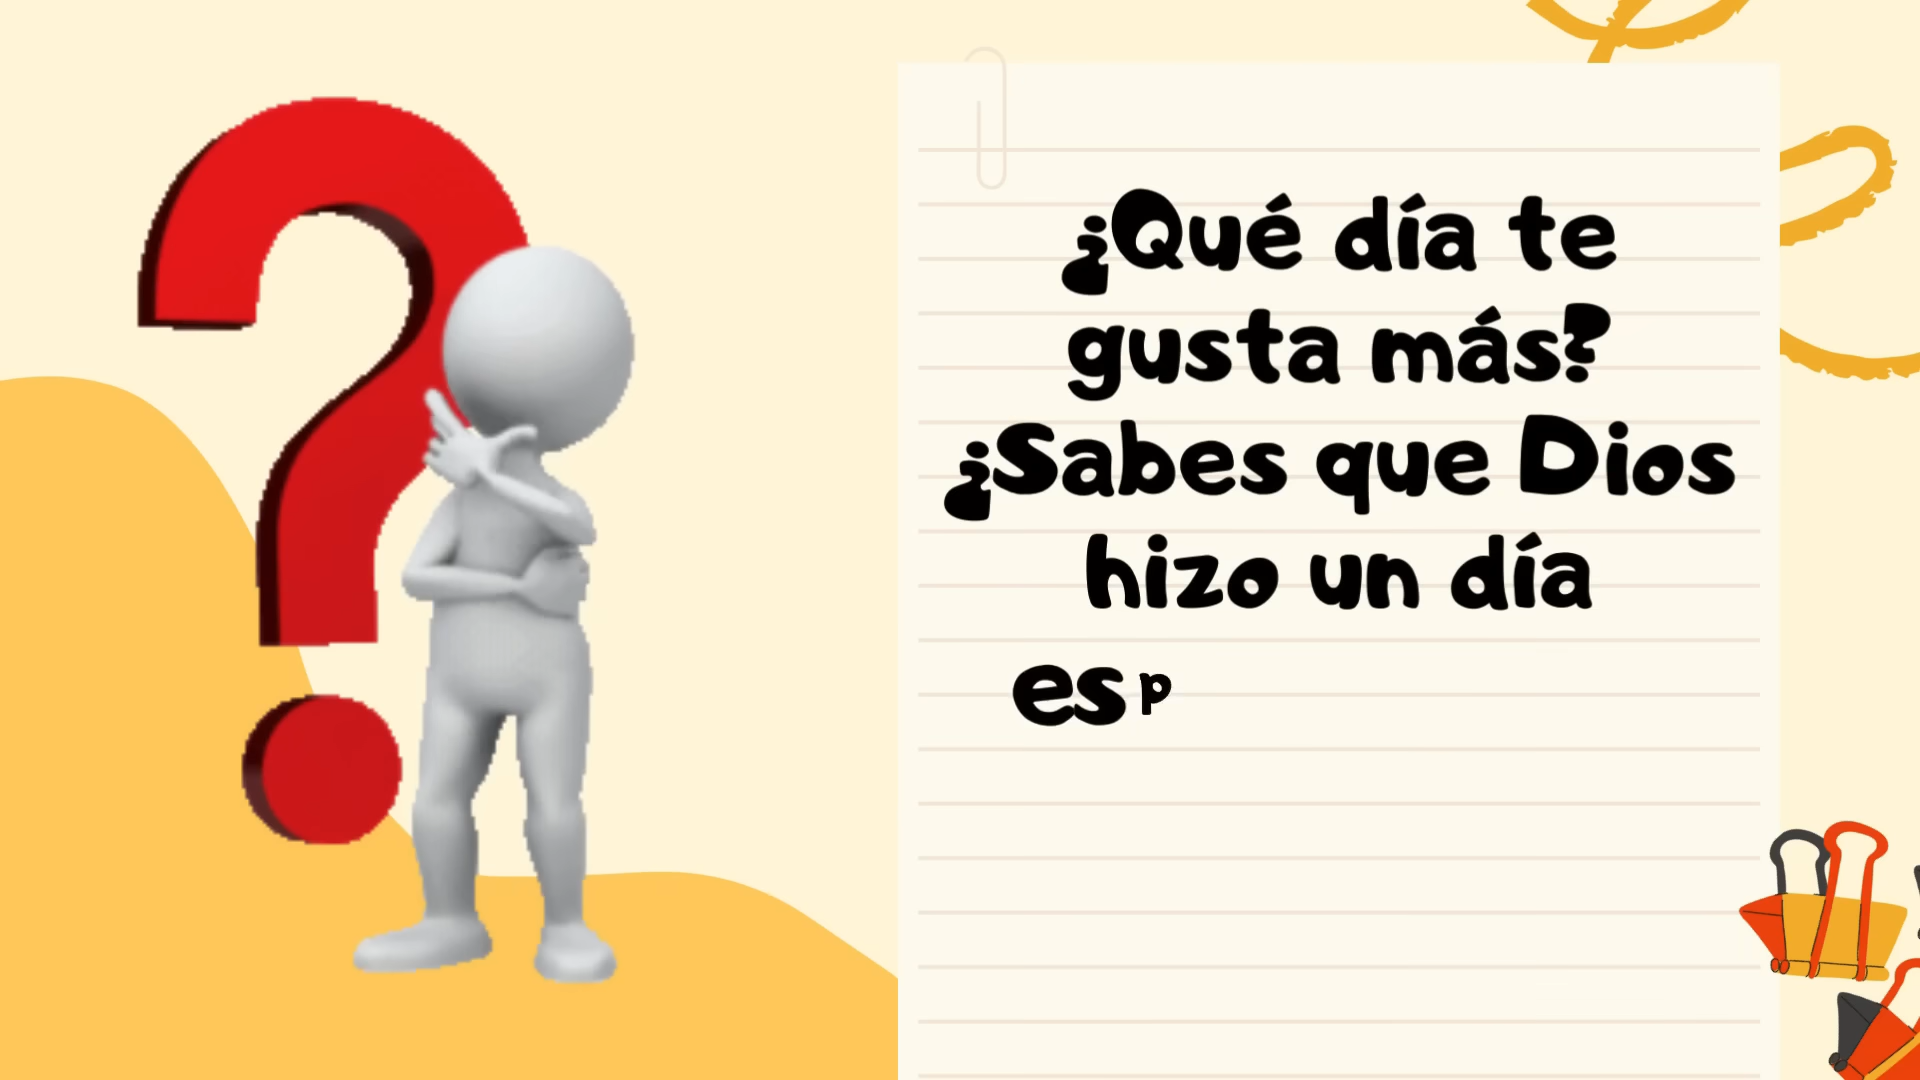 ¿Qué día te
gusta más?
¿Sabes que Dios
hizo un día
esp